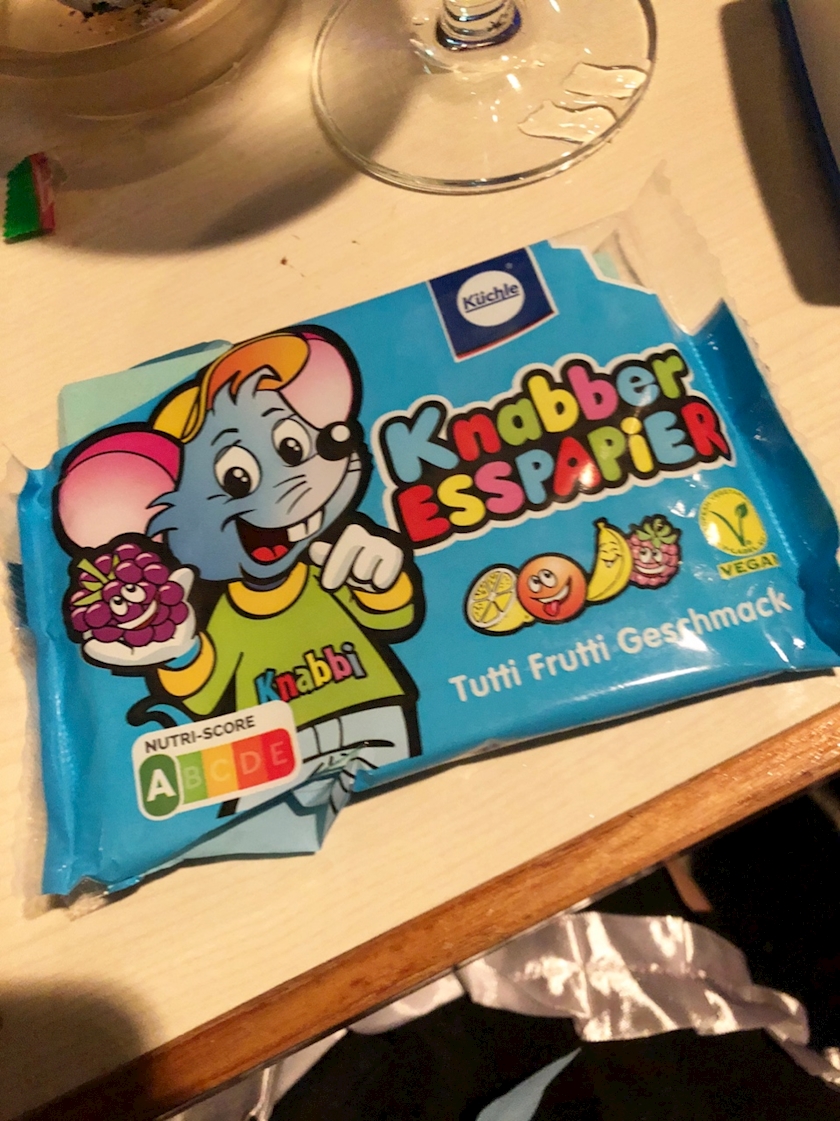 Küchle
Knabber
ESSPAPiER
VEGAN
Tutti Frutti Geschmack
Knabbi
NUTRI-SCORE
A B C D E